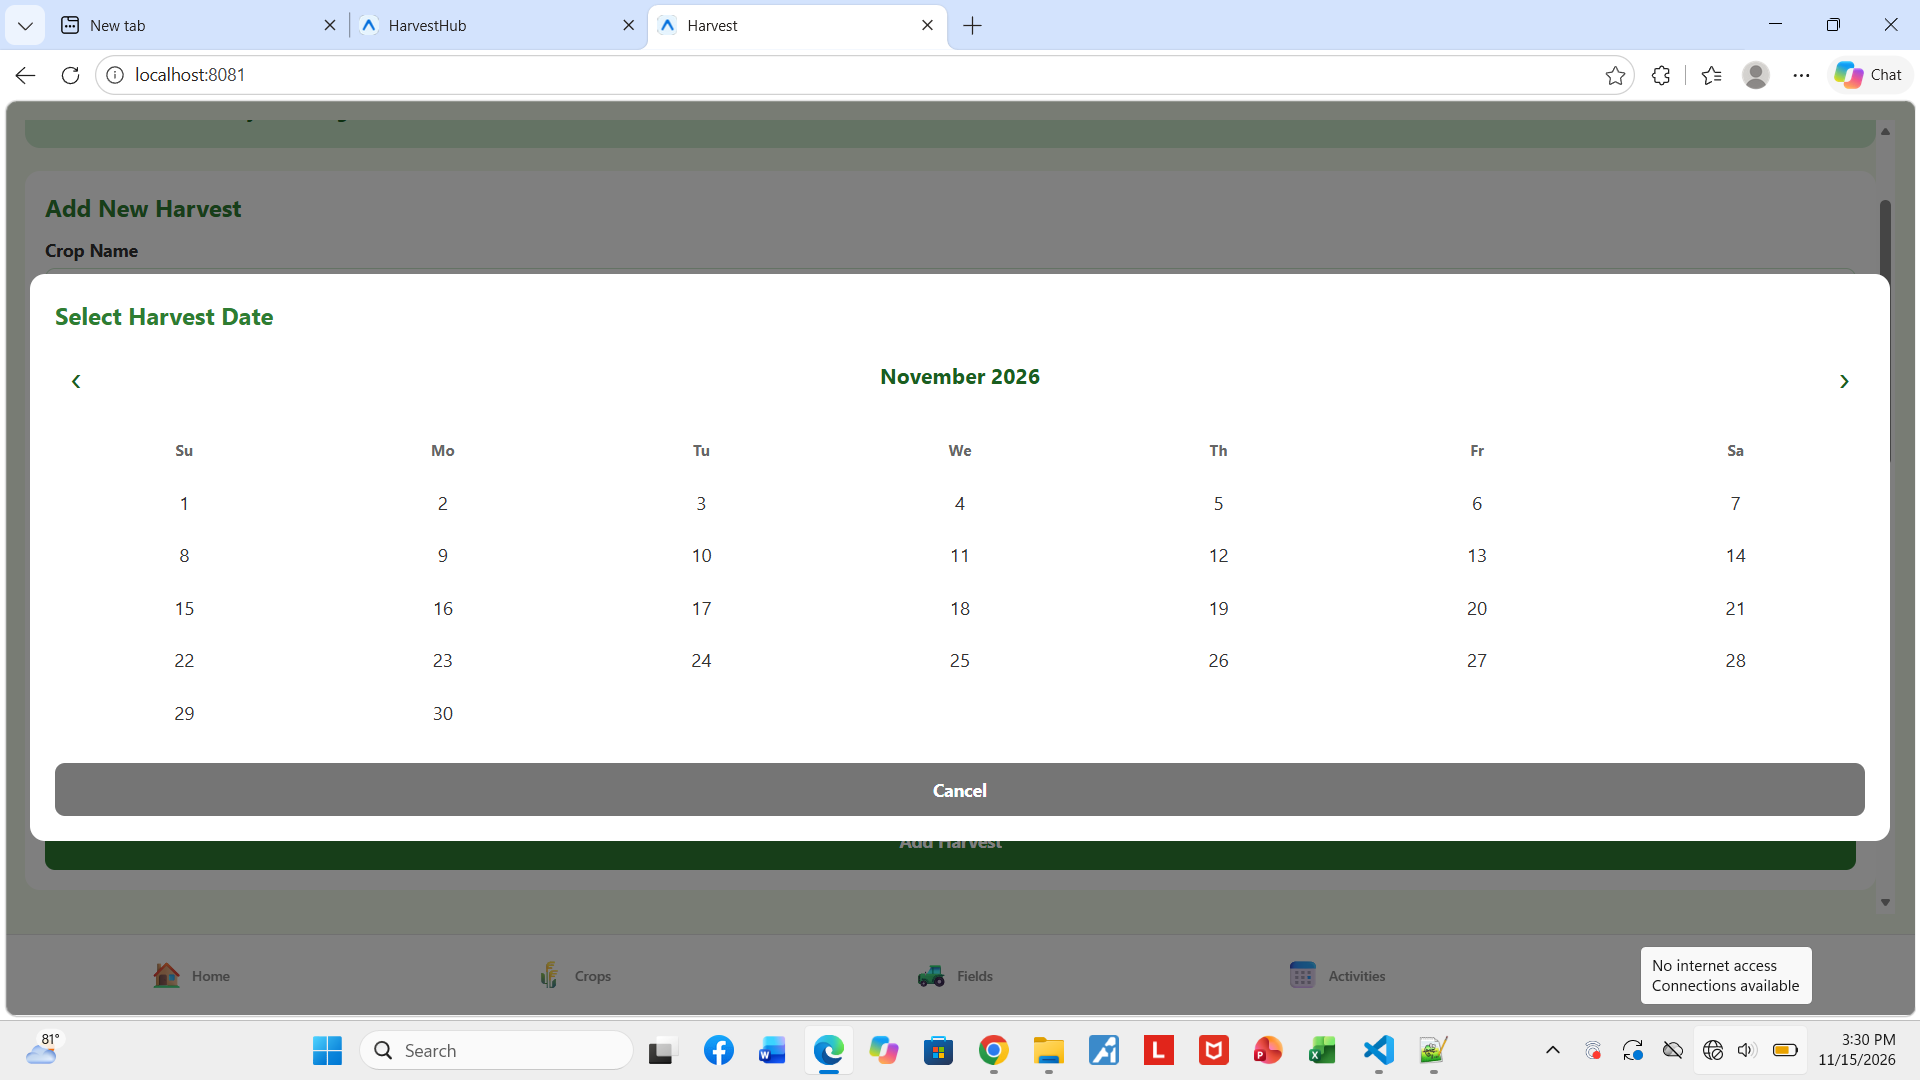 New tab
HarvestHub
Harvest
localhost:8081
Chat
Add New Harvest
Crop Name
Select Harvest Date
‹ November 2026 ›
Su Mo Tu We Th Fr Sa
1 2 3 4 5 6 7
8 9 10 11 12 13 14
15 16 17 18 19 20 21
22 23 24 25 26 27 28
29 30
Cancel
Add Harvest
Home Crops Fields Activities
No internet access
Connections available
81°
Search
3:30 PM
11/15/2026